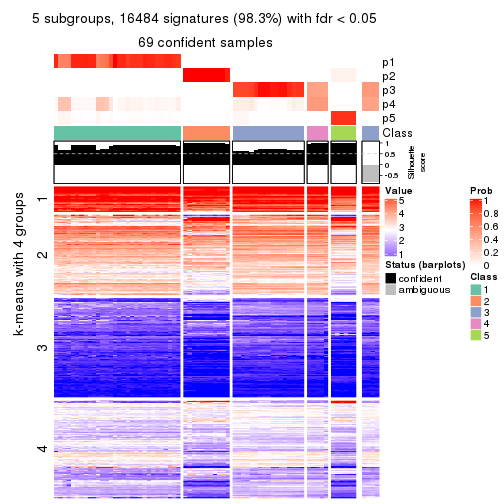 5 subgroups, 16484 signatures (98.3%) with fdr < 0.05
69 confident samples
p1
p2
p3
p4
p5
Class
1
0.5
0
-0.5
Silhouette
score
k-means with 4 groups
1
2
3
4
Value
5
4
3
2
1
Status (barplots)
confident
ambiguous
Prob
1
0.8
0.6
0.4
0.2
0
Class
1
2
3
4
5